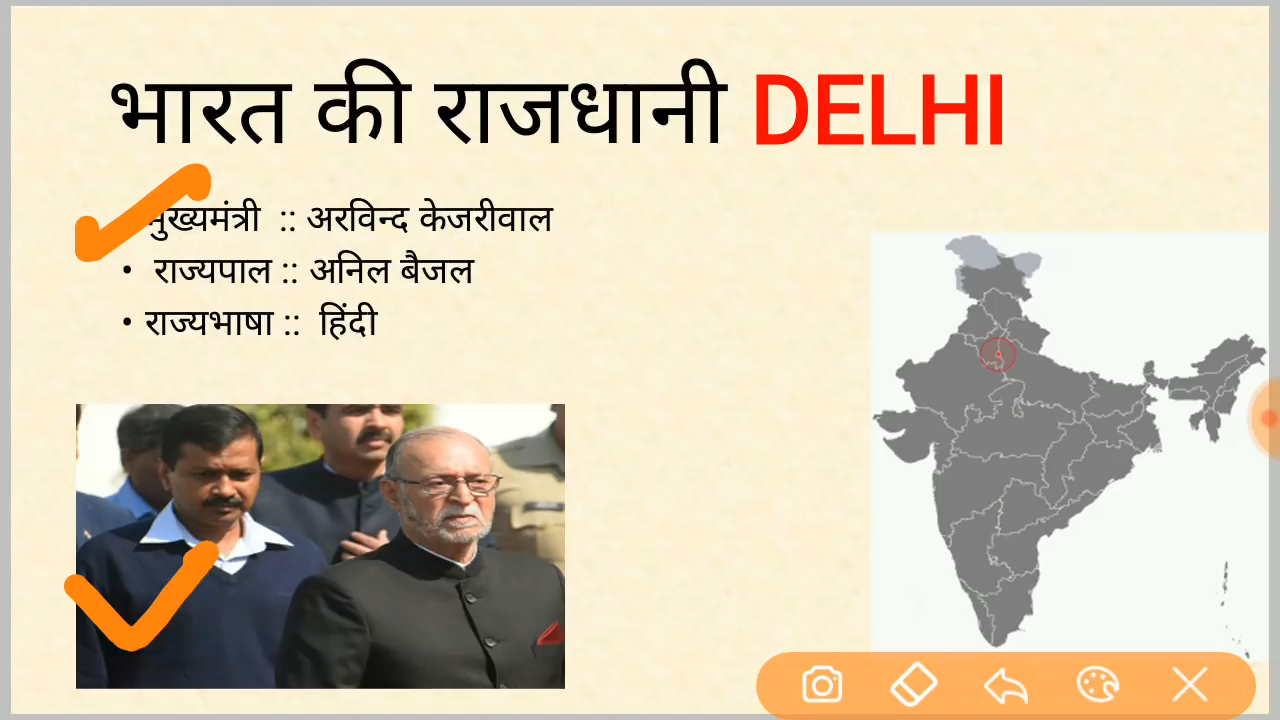 भारत की राजधानी DELHI
मुख्यमंत्री :: अरविन्द केजरीवाल
• राज्यपाल :: अनिल बैजल
• राज्यभाषा :: हिंदी